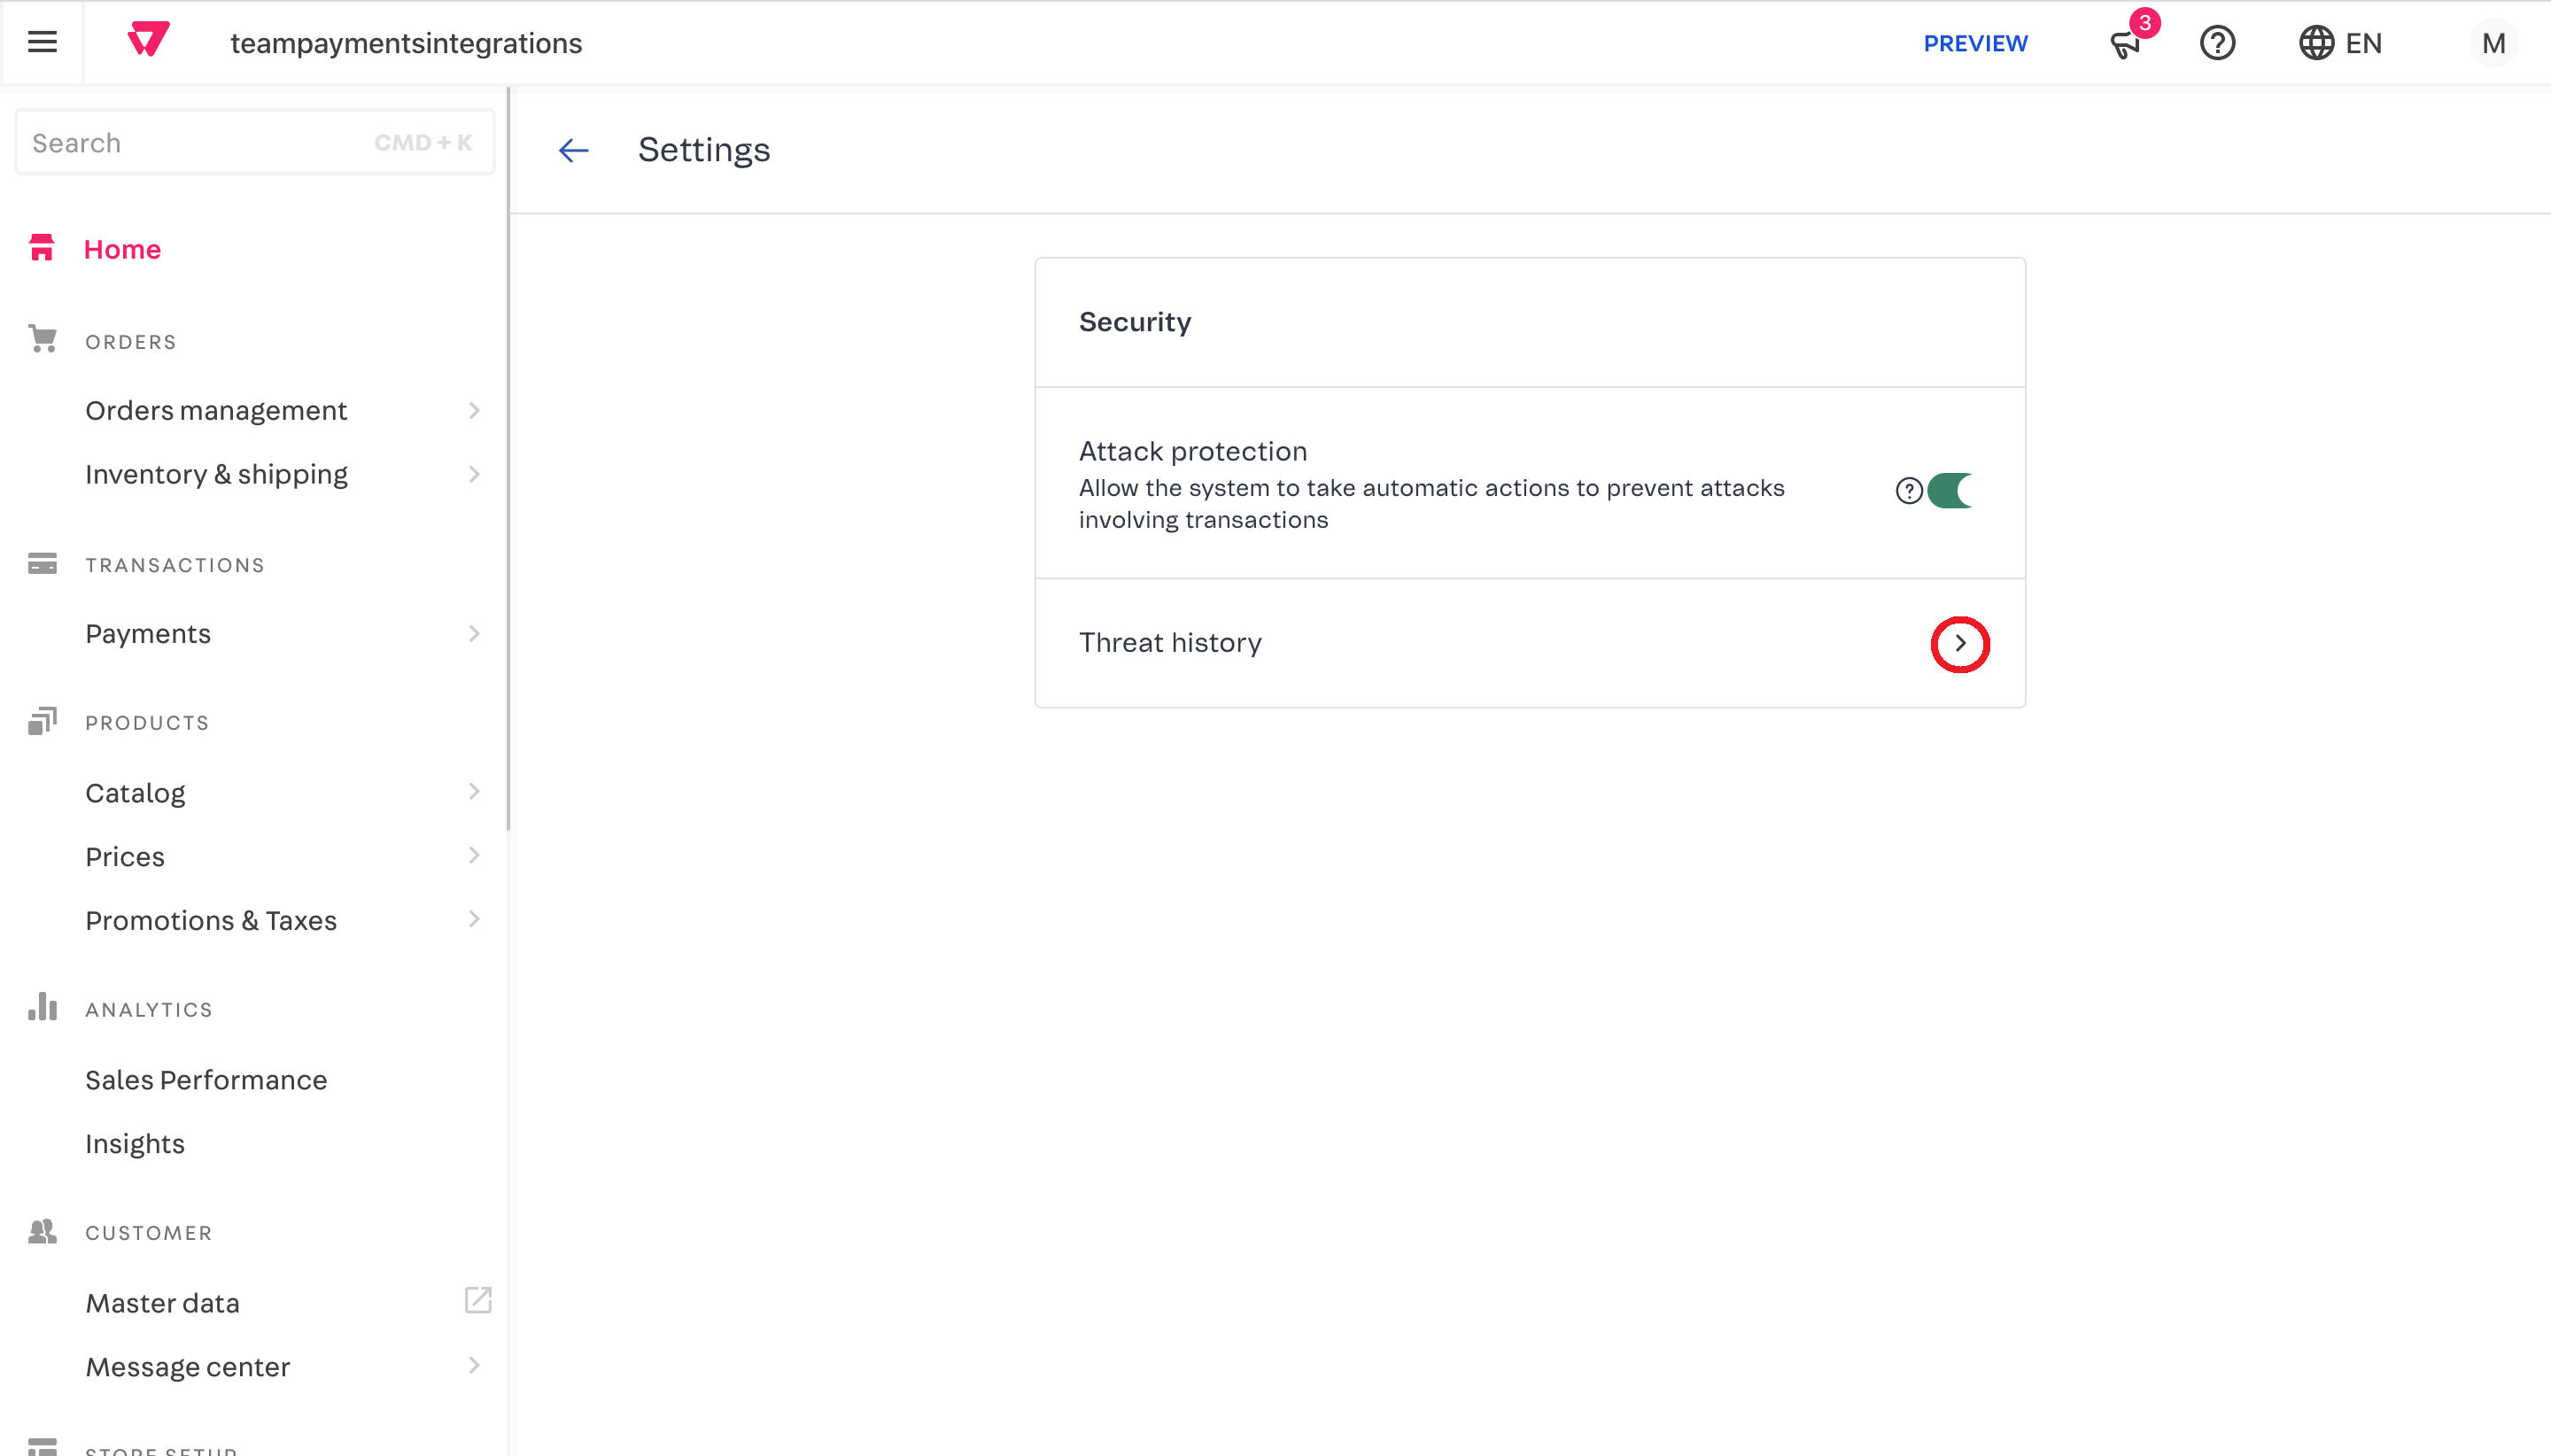 teampaymentsintegrations
PREVIEW
3
EN
M
Search
CMD + K
Home
ORDERS
Orders management
Inventory & shipping
TRANSACTIONS
Payments
PRODUCTS
Catalog
Prices
Promotions & Taxes
ANALYTICS
Sales Performance
Insights
CUSTOMER
Master data
Message center
STORE SETUP
Settings
Security
Attack protection
Allow the system to take automatic actions to prevent attacks
involving transactions
Threat history